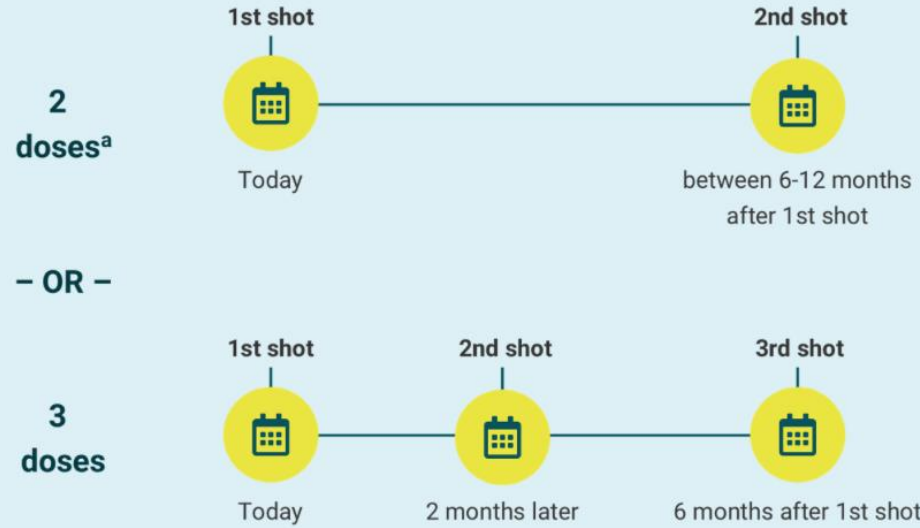 1st shot 2nd shot
2
dosesᵃ
Today between 6-12 months
after 1st shot
– OR –
1st shot 2nd shot 3rd shot
3
doses
Today 2 months later 6 months after 1st shot